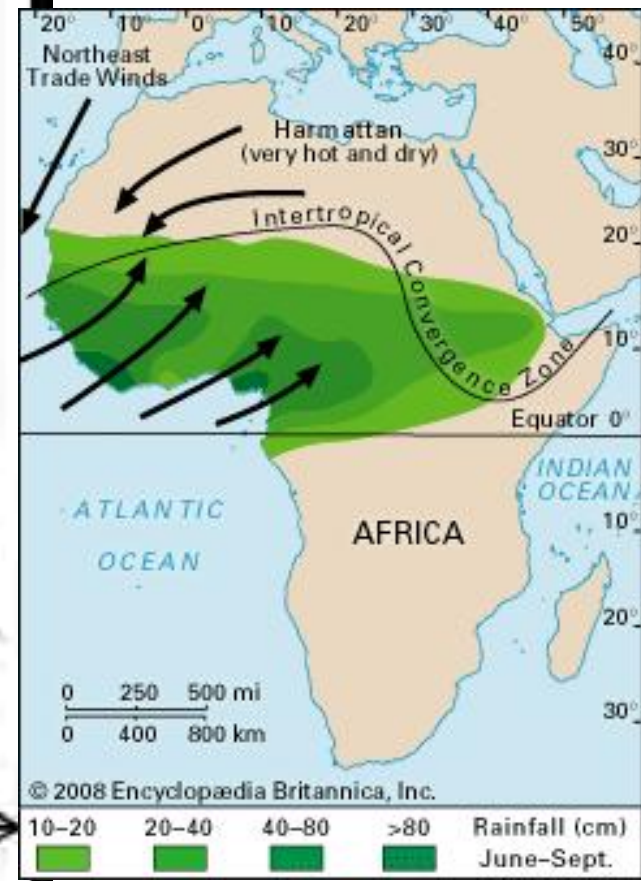 20° 10° 0° 10° 20° 30° 40° 50°
40°
Northeast
Trade Winds
Harmattan
(very hot and dry)
30°
Intertropical Convergence Zone
20°
10°
Equator 0°
INDIAN
OCEAN
ATLANTIC
OCEAN
AFRICA
10°
20°
30°
0 250 500 mi
0 400 800 km
© 2008 Encyclopædia Britannica, Inc.
10–20 20–40 40–80 >80 Rainfall (cm)
June–Sept.